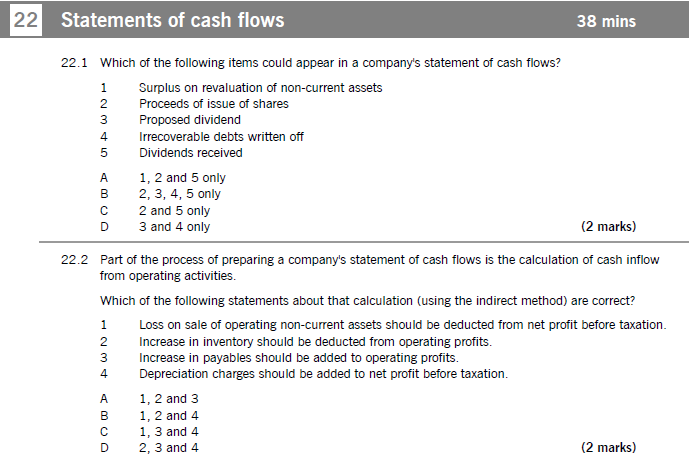 22 Statements of cash flows 38 mins
22.1 Which of the following items could appear in a company's statement of cash flows?
1 Surplus on revaluation of non-current assets
2 Proceeds of issue of shares
3 Proposed dividend
4 Irrecoverable debts written off
5 Dividends received
A 1, 2 and 5 only
B 2, 3, 4, 5 only
C 2 and 5 only
D 3 and 4 only (2 marks)
22.2 Part of the process of preparing a company's statement of cash flows is the calculation of cash inflow
from operating activities.
Which of the following statements about that calculation (using the indirect method) are correct?
1 Loss on sale of operating non-current assets should be deducted from net profit before taxation.
2 Increase in inventory should be deducted from operating profits.
3 Increase in payables should be added to operating profits.
4 Depreciation charges should be added to net profit before taxation.
A 1, 2 and 3
B 1, 2 and 4
C 1, 3 and 4
D 2, 3 and 4 (2 marks)